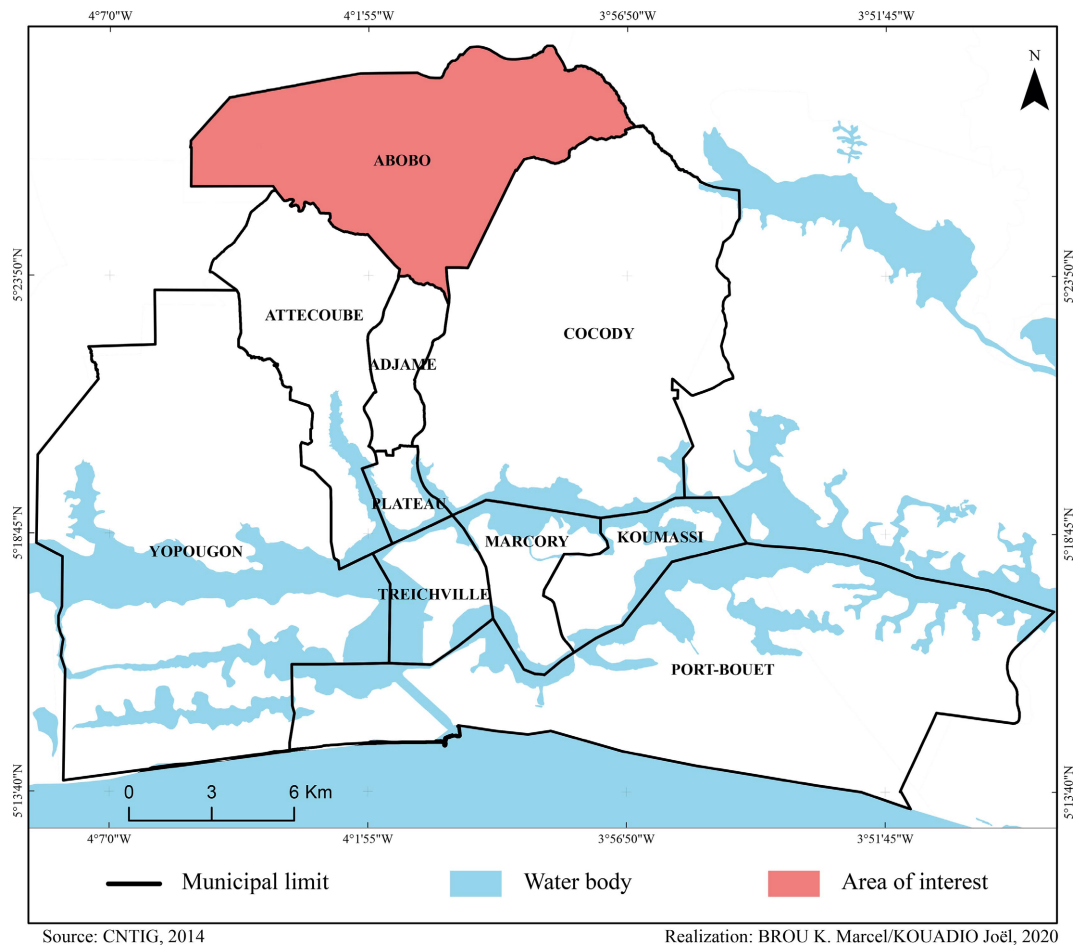 4°7'0"W 4°1'55"W 3°56'50"W 3°51'45"W
N
ABOBO
5°23'50"N 5°23'50"N
ATTECOUBE
COCODY
ADJAME
PLATEAU
5°18'45"N 5°18'45"N
YOPOUGON
MARCORY
KOUMASSI
TREICHVILLE
PORT-BOUET
5°13'40"N 5°13'40"N
0 3 6 Km
4°7'0"W 4°1'55"W 3°56'50"W 3°51'45"W
Municipal limit Water body Area of interest
Source: CNTIG, 2014 Realization: BROU K. Marcel/KOUADIO Joël, 2020